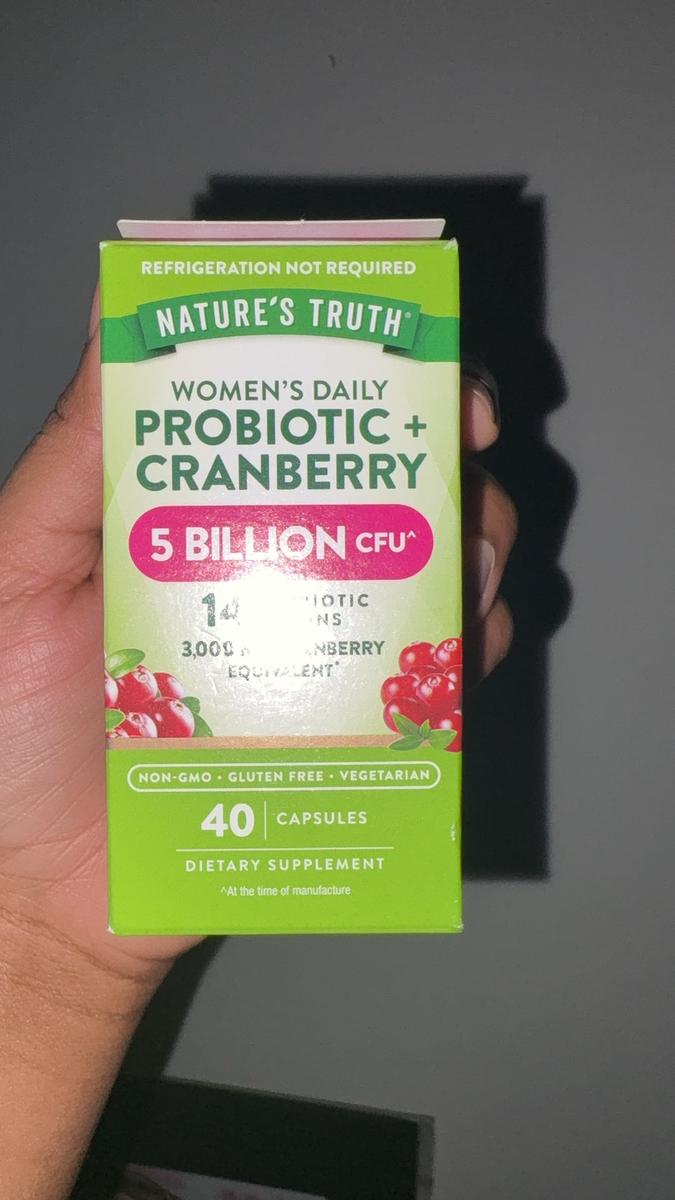 REFRIGERATION NOT REQUIRED
NATURE'S TRUTH®
WOMEN'S DAILY
PROBIOTIC +
CRANBERRY
5 BILLION CFU^
14
3,000
EQUIVALENT*
NON-GMO • GLUTEN FREE • VEGETARIAN
40 CAPSULES
DIETARY SUPPLEMENT
^At the time of manufacture